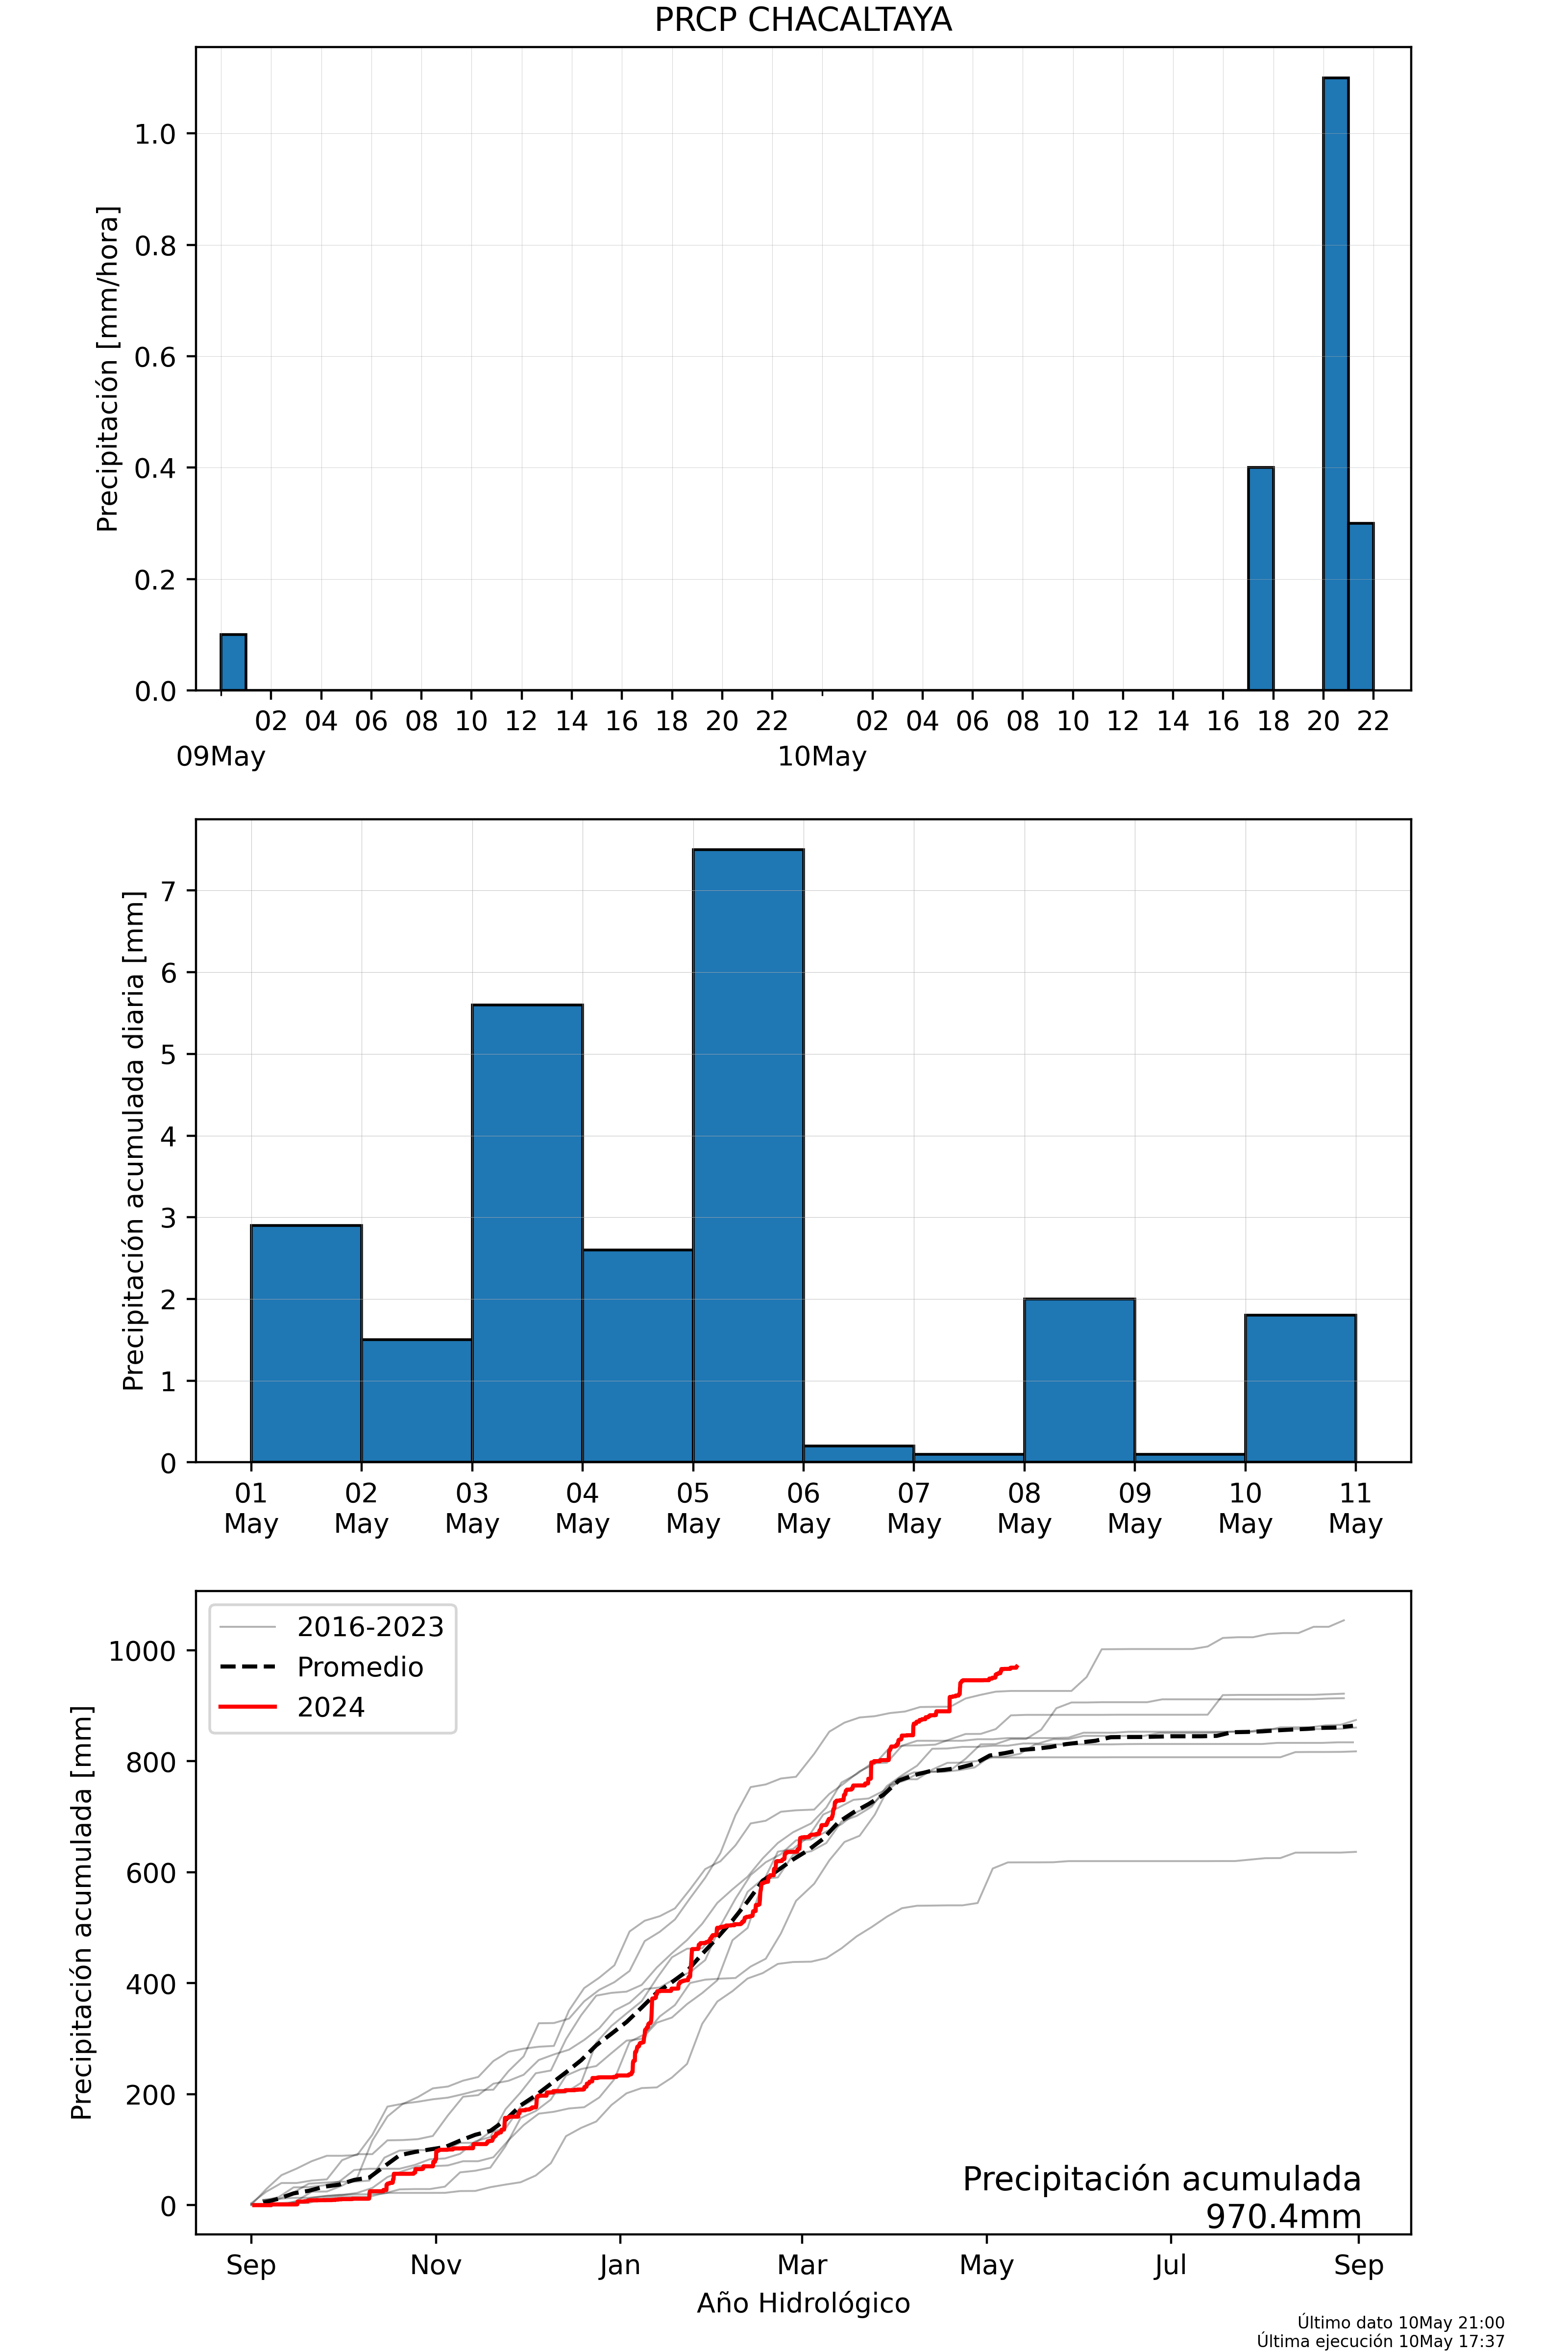 PRCP CHACALTAYA
Precipitación [mm/hora]
1.0
0.8
0.6
0.4
0.2
0.0
02 04 06 08 10 12 14 16 18 20 22 02 04 06 08 10 12 14 16 18 20 22
09May 10May
Precipitación acumulada diaria [mm]
7
6
5
4
3
2
1
0
01 02 03 04 05 06 07 08 09 10 11
May May May May May May May May May May May
Precipitación acumulada [mm]
1000
800
600
400
200
0
2016-2023
Promedio
2024
Precipitación acumulada
970.4mm
Sep Nov Jan Mar May Jul Sep
Año Hidrológico
Último dato 10May 21:00
Última ejecución 10May 17:37